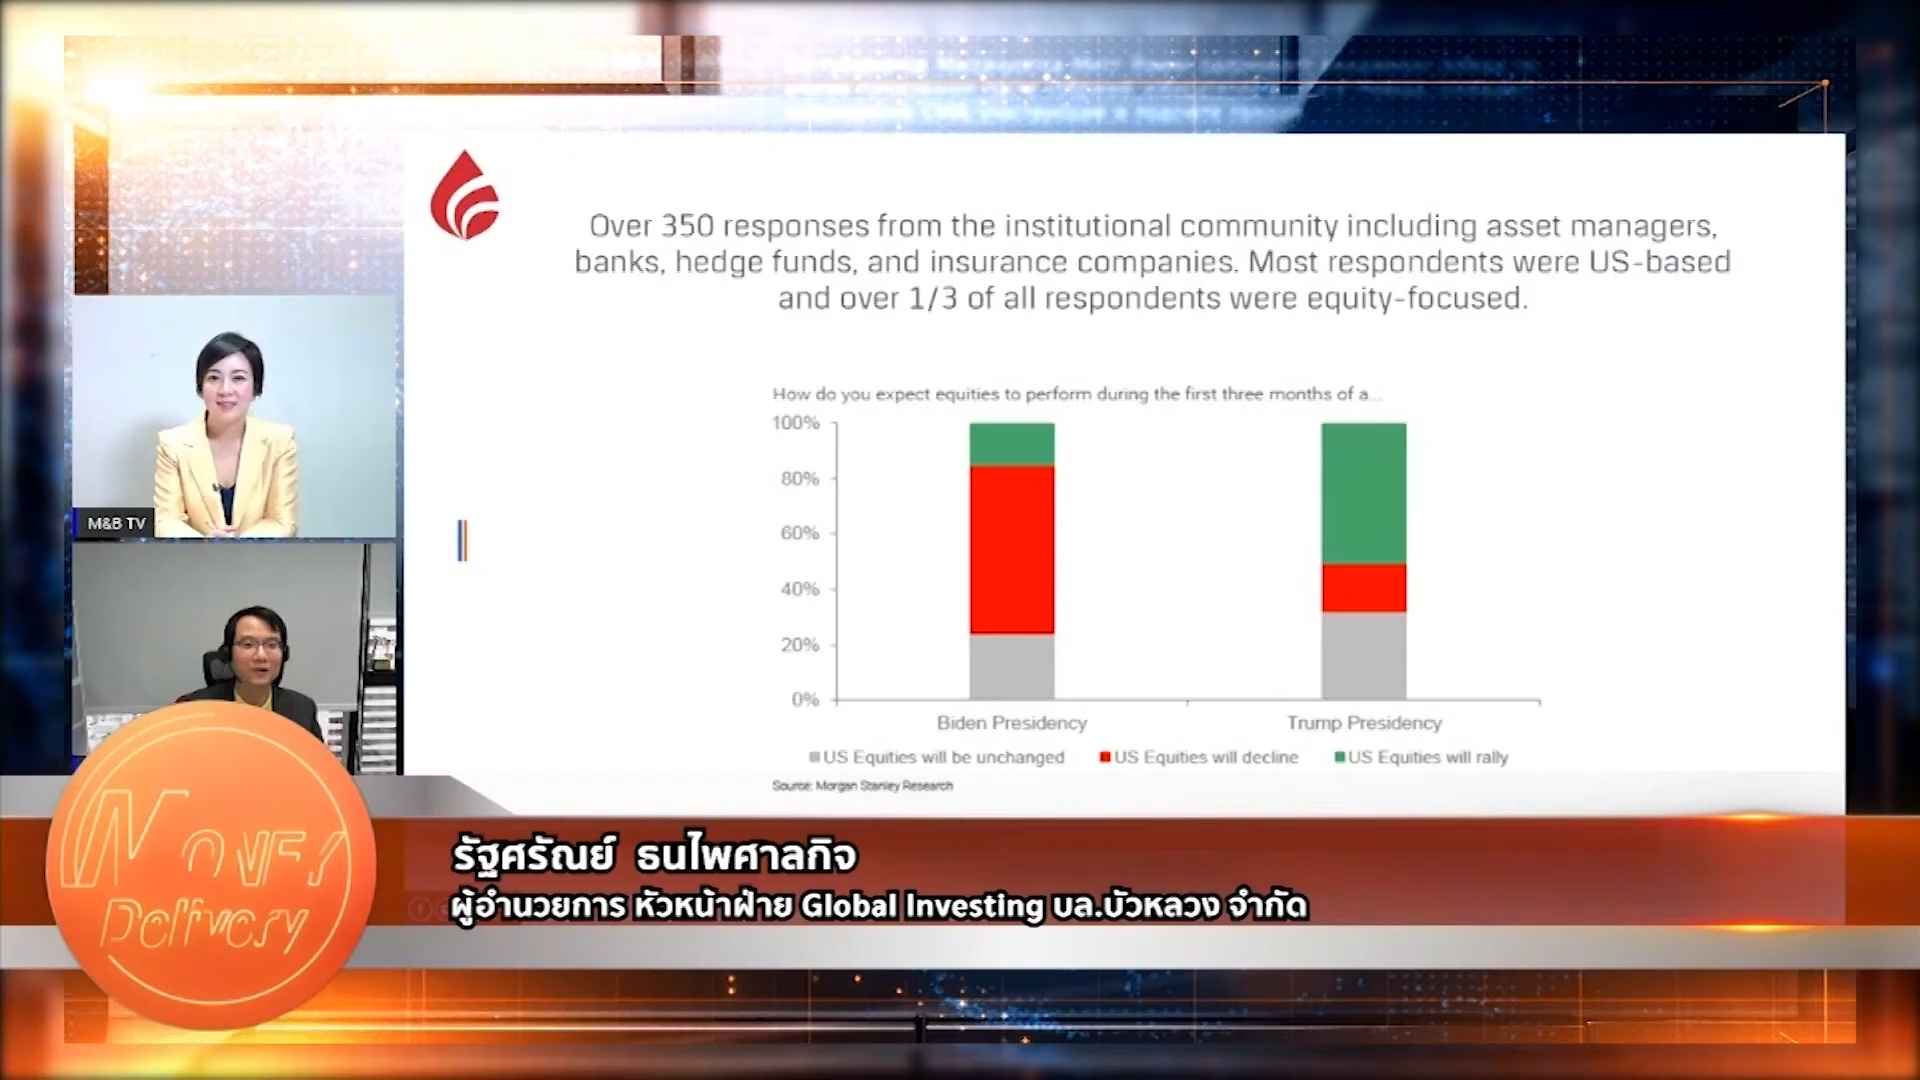 Over 350 responses from the institutional community including asset managers,
banks, hedge funds, and insurance companies. Most respondents were US-based
and over 1/3 of all respondents were equity-focused.
How do you expect equities to perform during the first three months of a...
100%
80%
60%
40%
20%
0%
Biden Presidency
Trump Presidency
US Equities will be unchanged
US Equities will decline
US Equities will rally
Source: Morgan Stanley Research
M&B TV
Money
Delivery
รัฐศรัณย์ ธนไพศาลกิจ
ผู้อำนวยการ หัวหน้าฝ่าย Global Investing บล.บัวหลวง จำกัด